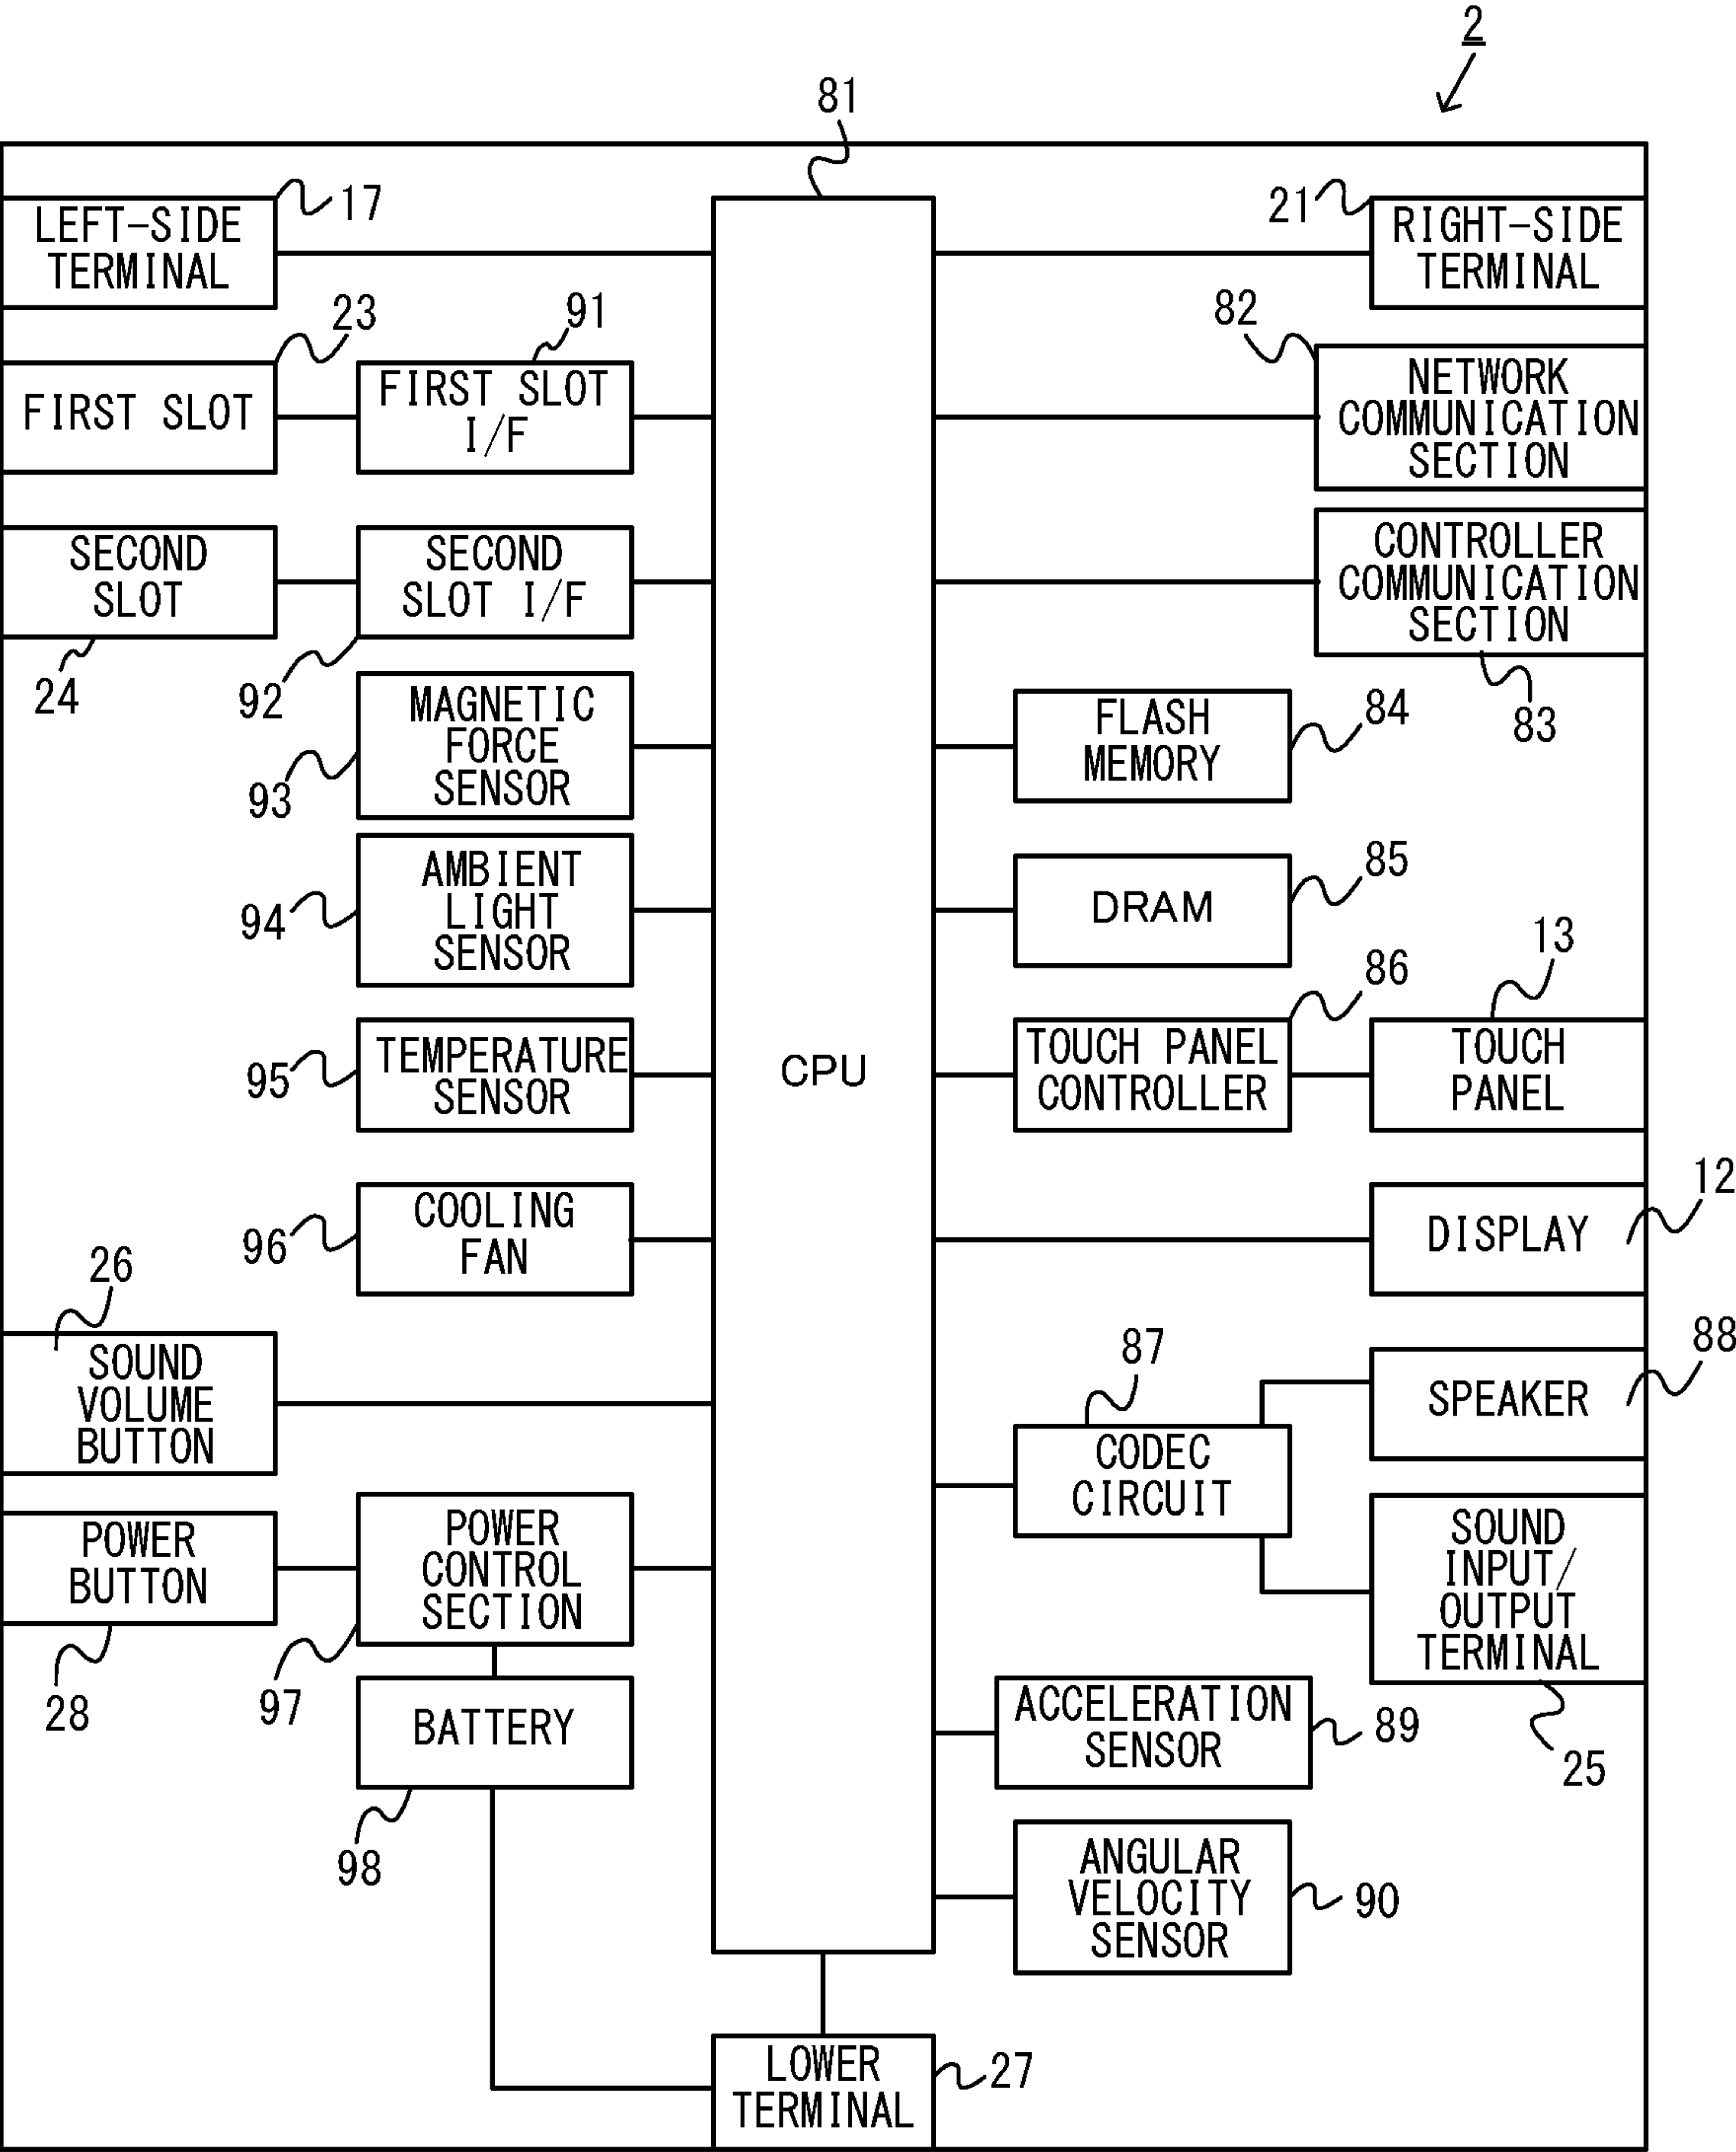 2
81
17
LEFT-SIDE
TERMINAL
21
RIGHT-SIDE
TERMINAL
23
FIRST SLOT
91
FIRST SLOT
I/F
82
NETWORK
COMMUNICATION
SECTION
SECOND
SLOT
24
SECOND
SLOT I/F
92
CONTROLLER
COMMUNICATION
SECTION
83
MAGNETIC
FORCE
SENSOR
93
FLASH
MEMORY
84
AMBIENT
LIGHT
SENSOR
94
DRAM
85
TEMPERATURE
SENSOR
95
CPU
TOUCH PANEL
CONTROLLER
86
13
TOUCH
PANEL
COOLING
FAN
96
DISPLAY
12
26
SOUND
VOLUME
BUTTON
87
CODEC
CIRCUIT
SPEAKER
88
POWER
BUTTON
28
POWER
CONTROL
SECTION
97
SOUND
INPUT/
OUTPUT
TERMINAL
25
BATTERY
98
ACCELERATION
SENSOR
89
ANGULAR
VELOCITY
SENSOR
90
LOWER
TERMINAL
27